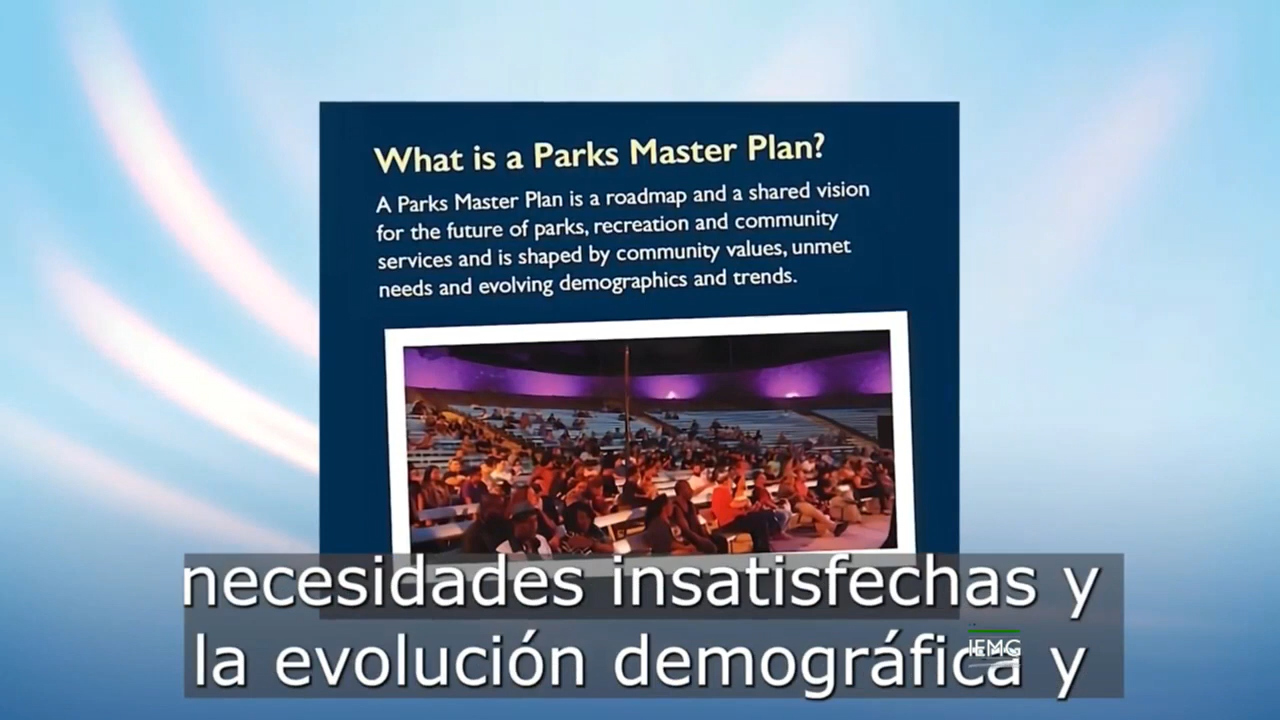 What is a Parks Master Plan?
A Parks Master Plan is a roadmap and a shared vision
for the future of parks, recreation and community
services and is shaped by community values, unmet
needs and evolving demographics and trends.
necesidades insatisfechas y
la evolución demográfica y
IEMG